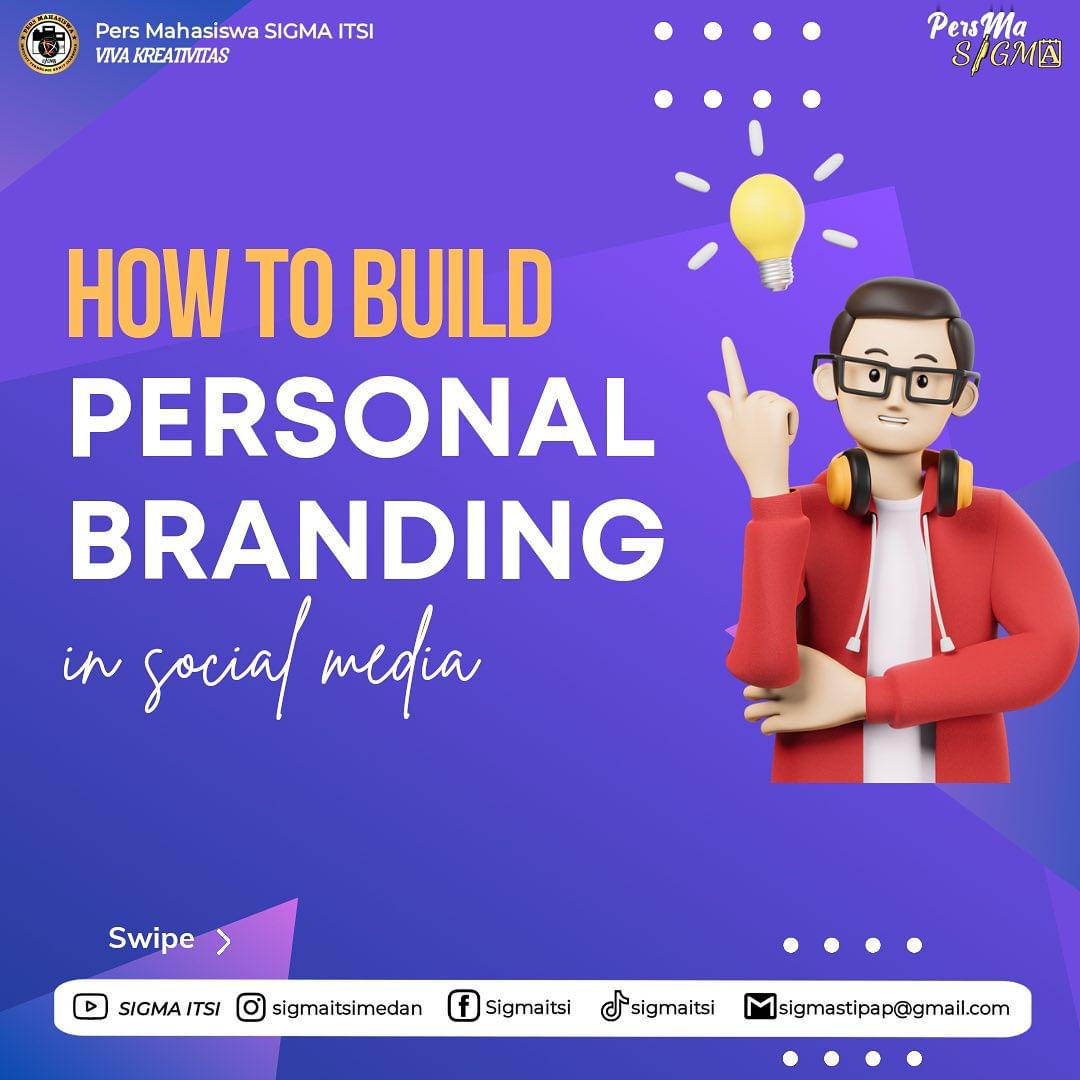 Pers Mahasiswa SIGMA ITSI
VIVA KREATIVITAS
PersMa
SIGMA
HOW TO BUILD
PERSONAL
BRANDING
in social media
Swipe
SIGMA ITSI sigmaitsimedan Sigmaitsi sigmaitsi sigmastipap@gmail.com